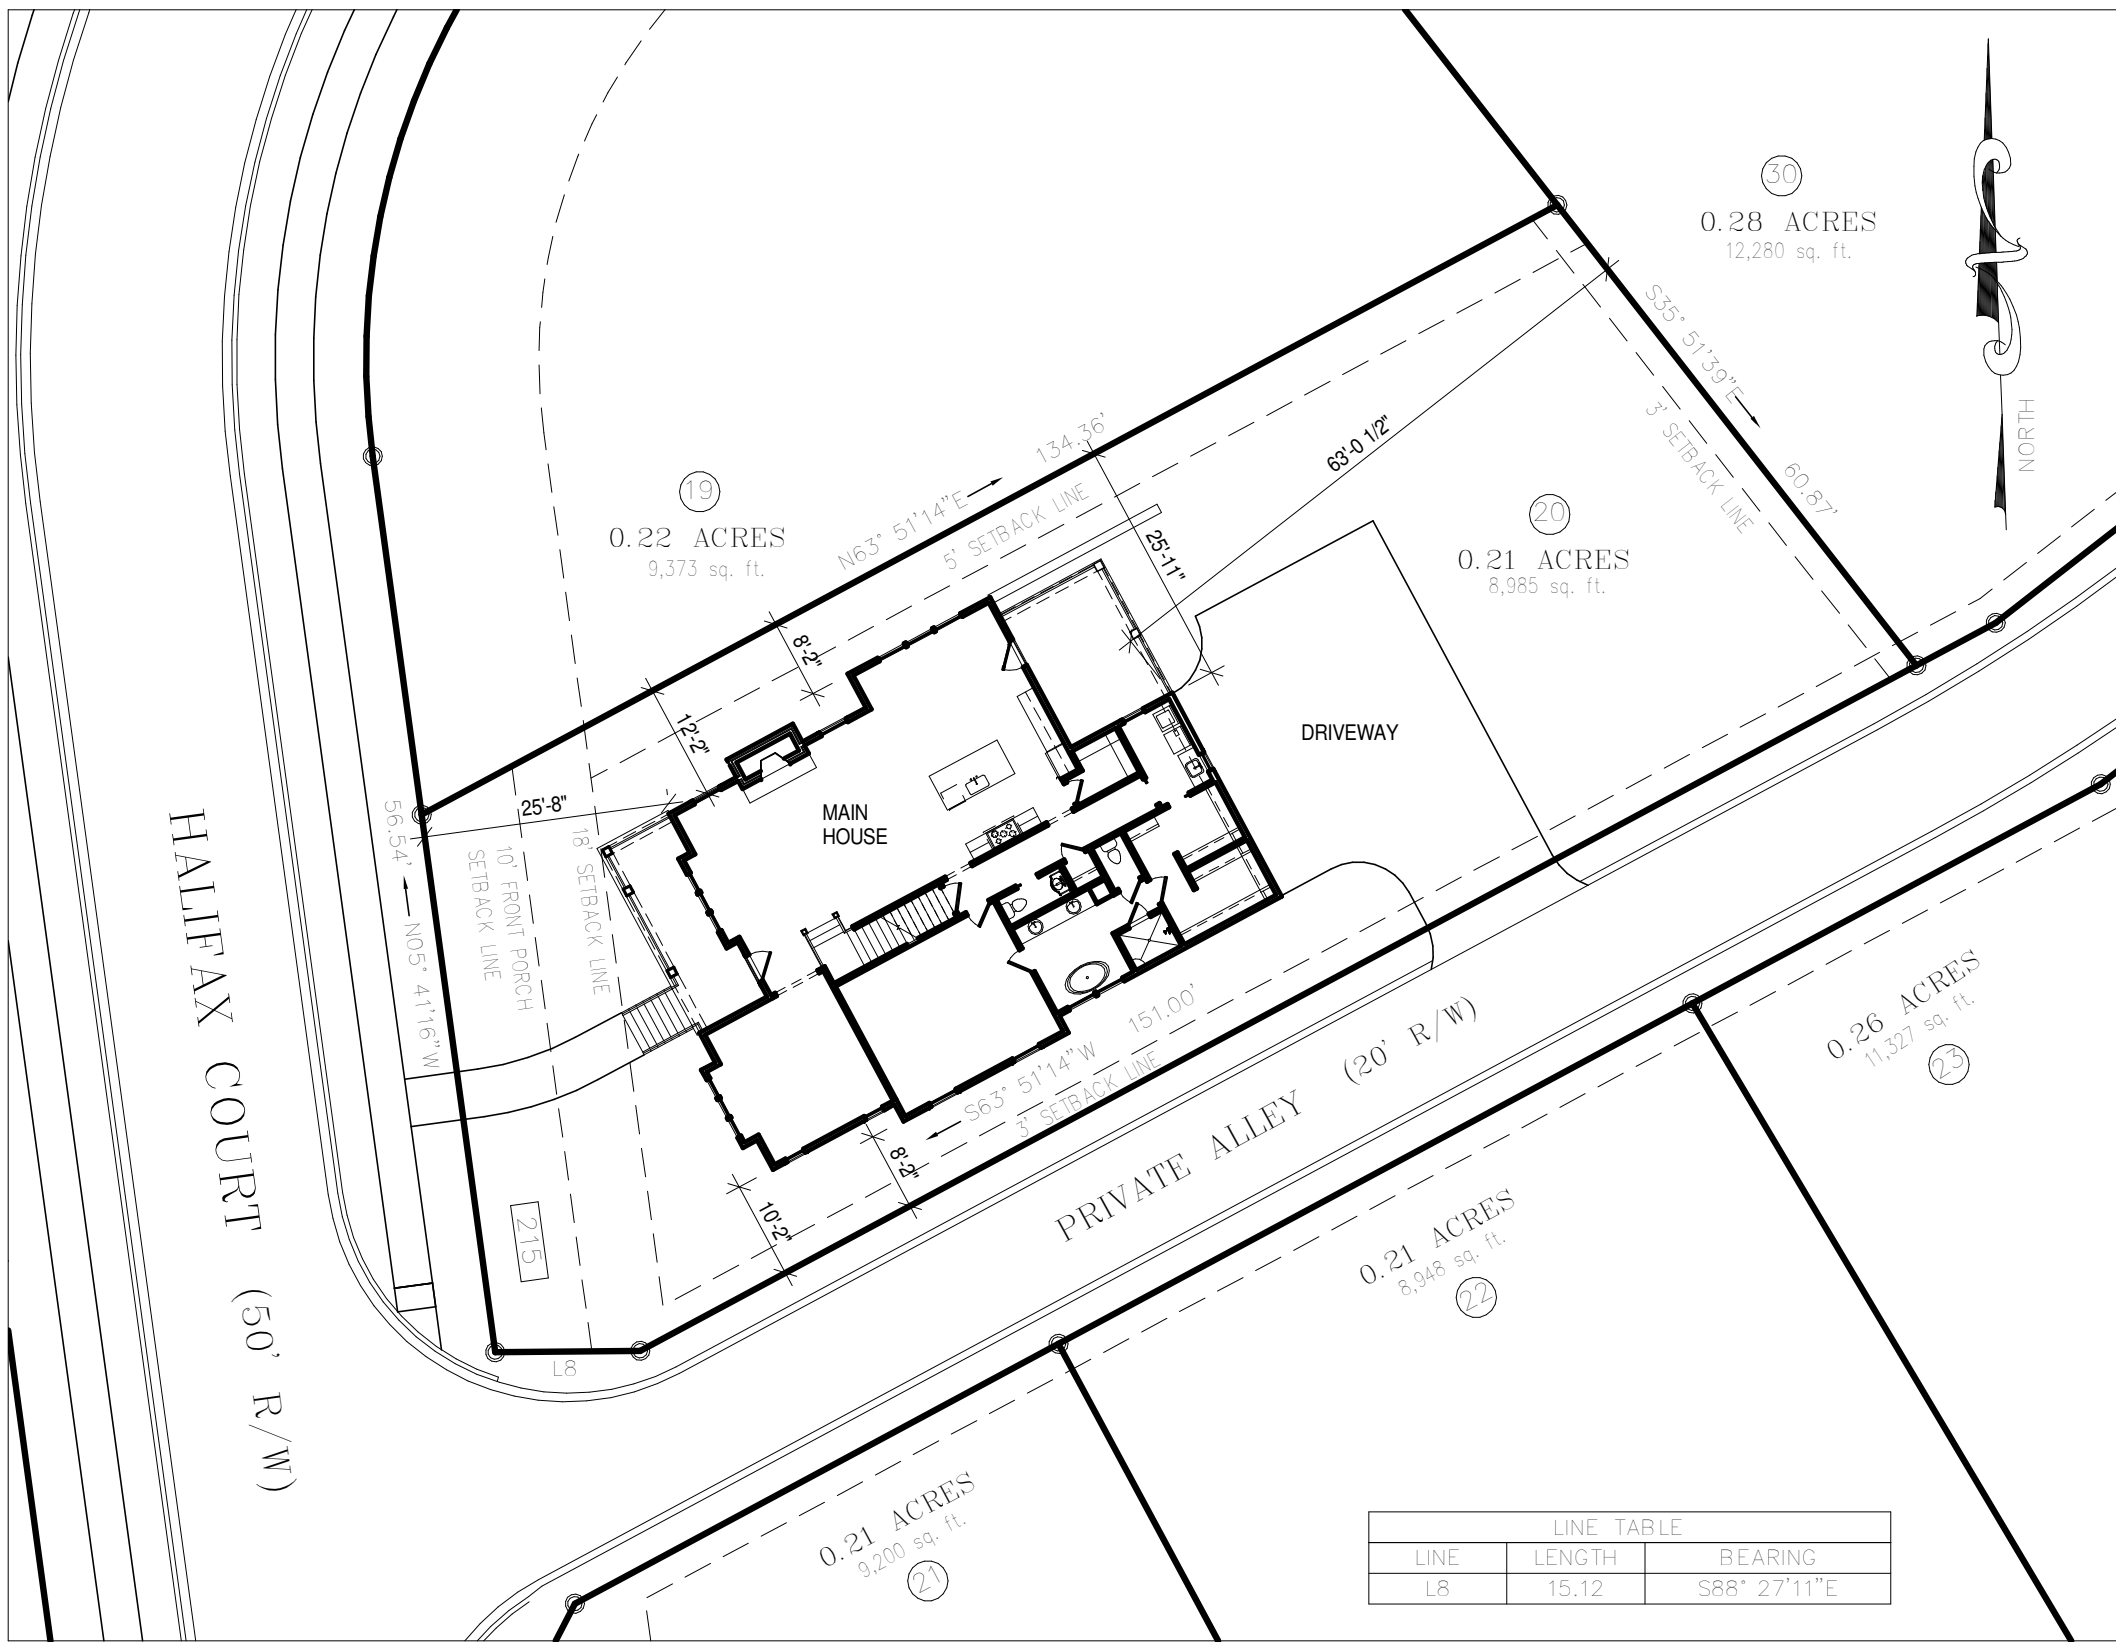 30
0.28 ACRES
12,280 sq. ft.
NORTH
S35° 51'39"E
60.87'
3' SETBACK LINE
63'-0 1/2"
134.36'
N63° 51'14"E
5' SETBACK LINE
19
0.22 ACRES
9,373 sq. ft.
20
0.21 ACRES
8,985 sq. ft.
25'-11"
8'-2"
12'-2"
25'-8"
DRIVEWAY
MAIN
HOUSE
56.54'
N05° 41'16"W
10' FRONT PORCH
SETBACK LINE
18' SETBACK LINE
HALIFAX COURT (50' R/W)
151.00'
S63° 51'14"W
3' SETBACK LINE
8'-2"
10'-2"
215
L8
PRIVATE ALLEY (20' R/W)
0.26 ACRES
11,327 sq. ft.
23
0.21 ACRES
8,948 sq. ft.
22
0.21 ACRES
9,200 sq. ft.
21
LINE TABLE
LINE LENGTH BEARING
L8 15.12 S88° 27'11"E